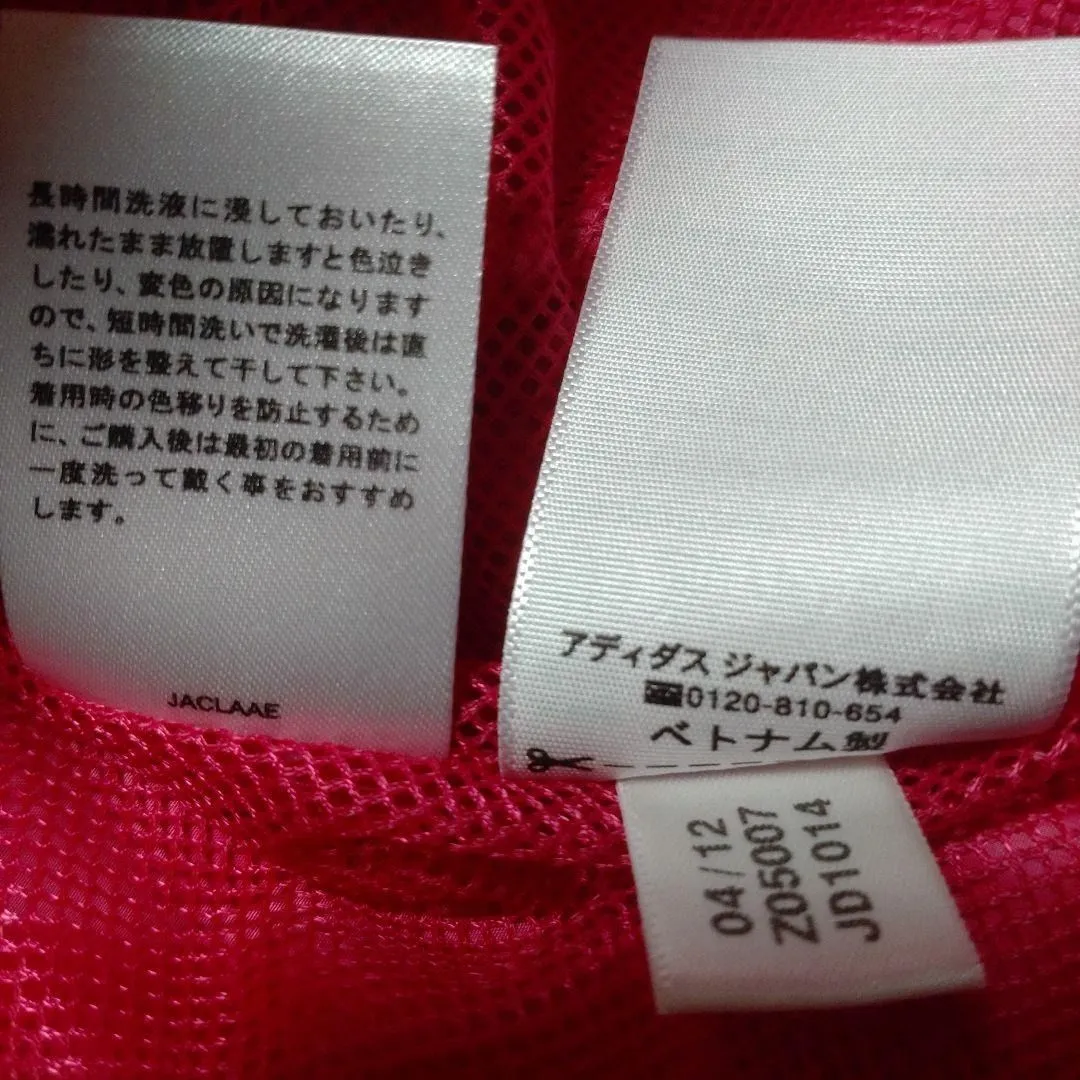 長時間洗液に浸しておいたり、
濡れたまま放置しますと色泣き
したり、変色の原因になります
ので、短時間洗いで洗濯後は直
ちに形を整えて干して下さい。
着用時の色移りを防止するため
に、ご購入後は最初の着用前に
一度洗って戴く事をおすすめ
します。
JACLAAE
アディダス ジャパン株式会社
0120-810-654
ベトナム製
04/12
Z05007
JD1014